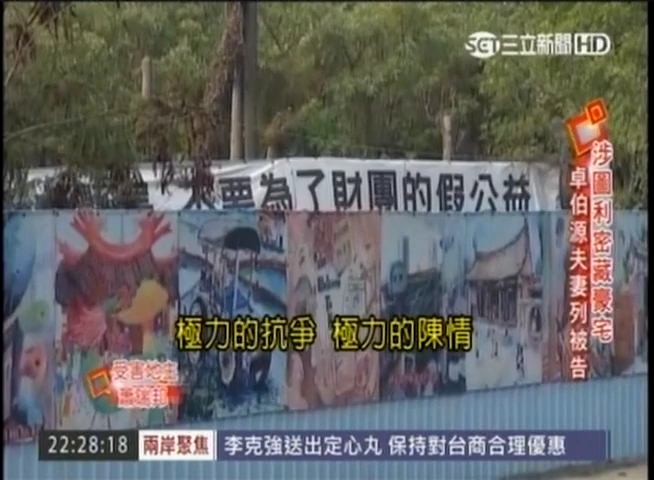 SET三立新聞HD
不要為了財團的假公益
涉圖利密藏豪宅
卓伯源夫妻列被告
極力的抗爭 極力的陳情
受害地主
22:28:18 兩岸聚焦 李克強送出定心丸 保持對台商合理優惠